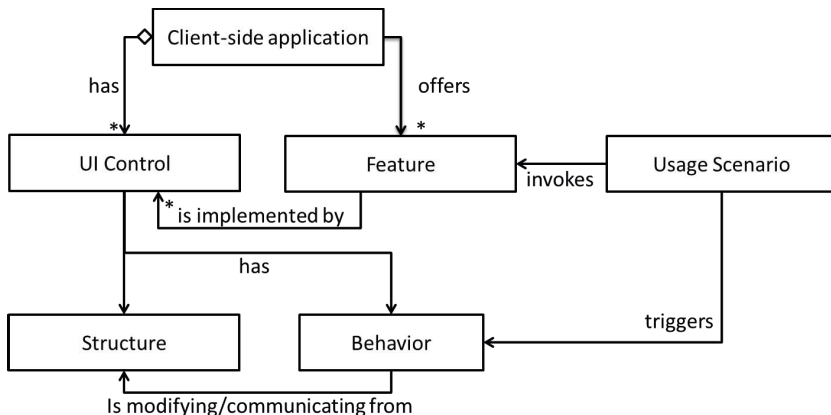 Client-side application
has
offers
*
*
UI Control
Feature
Usage Scenario
invokes
* is implemented by
has
triggers
Structure
Behavior
Is modifying/communicating from